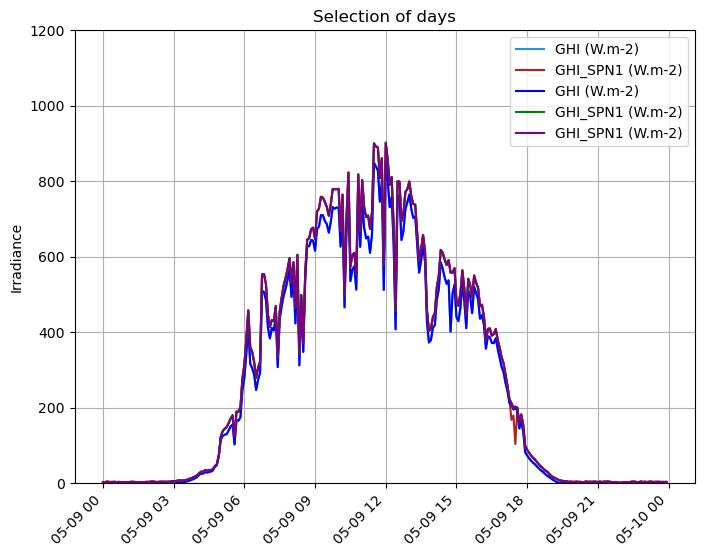 Selection of days
GHI (W.m-2)
GHI_SPN1 (W.m-2)
GHI (W.m-2)
GHI_SPN1 (W.m-2)
GHI_SPN1 (W.m-2)
Irradiance
1200
1000
800
600
400
200
0
05-09 00
05-09 03
05-09 06
05-09 09
05-09 12
05-09 15
05-09 18
05-09 21
05-10 00